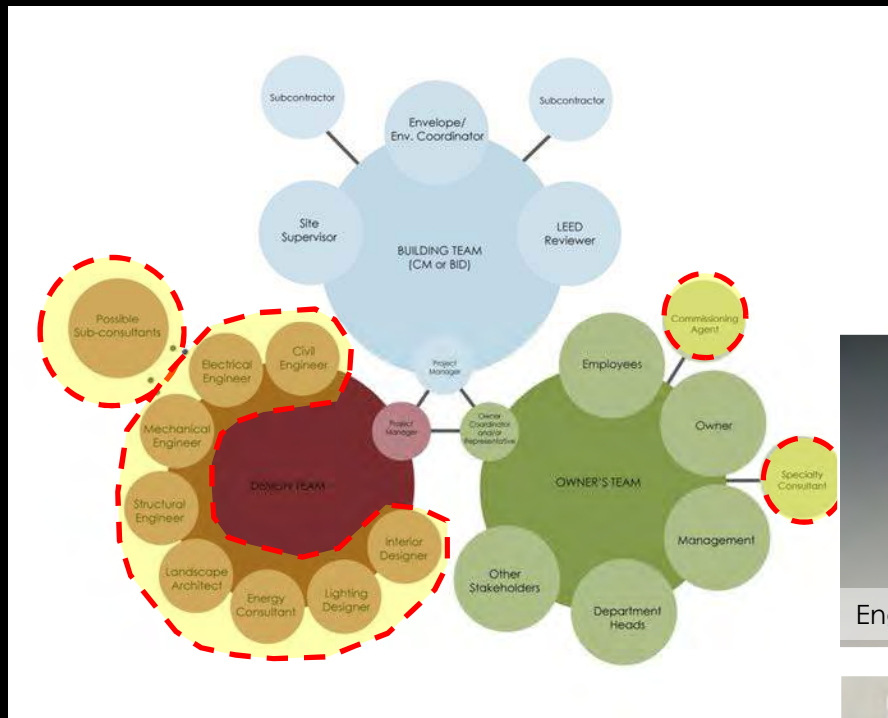 Subcontractor
Subcontractor
Envelope/
Env. Coordinator
Site
Supervisor
LEED
Reviewer
BUILDING TEAM
(CM or BID)
Possible
Sub-consultants
Commissioning
Agent
Electrical
Engineer
Civil
Engineer
Project
Manager
Employees
Mechanical
Engineer
Project
Manager
Owner
Coordinator
and/or
Representative
Owner
DESIGN TEAM
OWNER'S TEAM
Specialty
Consultant
Structural
Engineer
Interior
Designer
Management
Landscape
Architect
Energy
Consultant
Lighting
Designer
Other
Stakeholders
Department
Heads